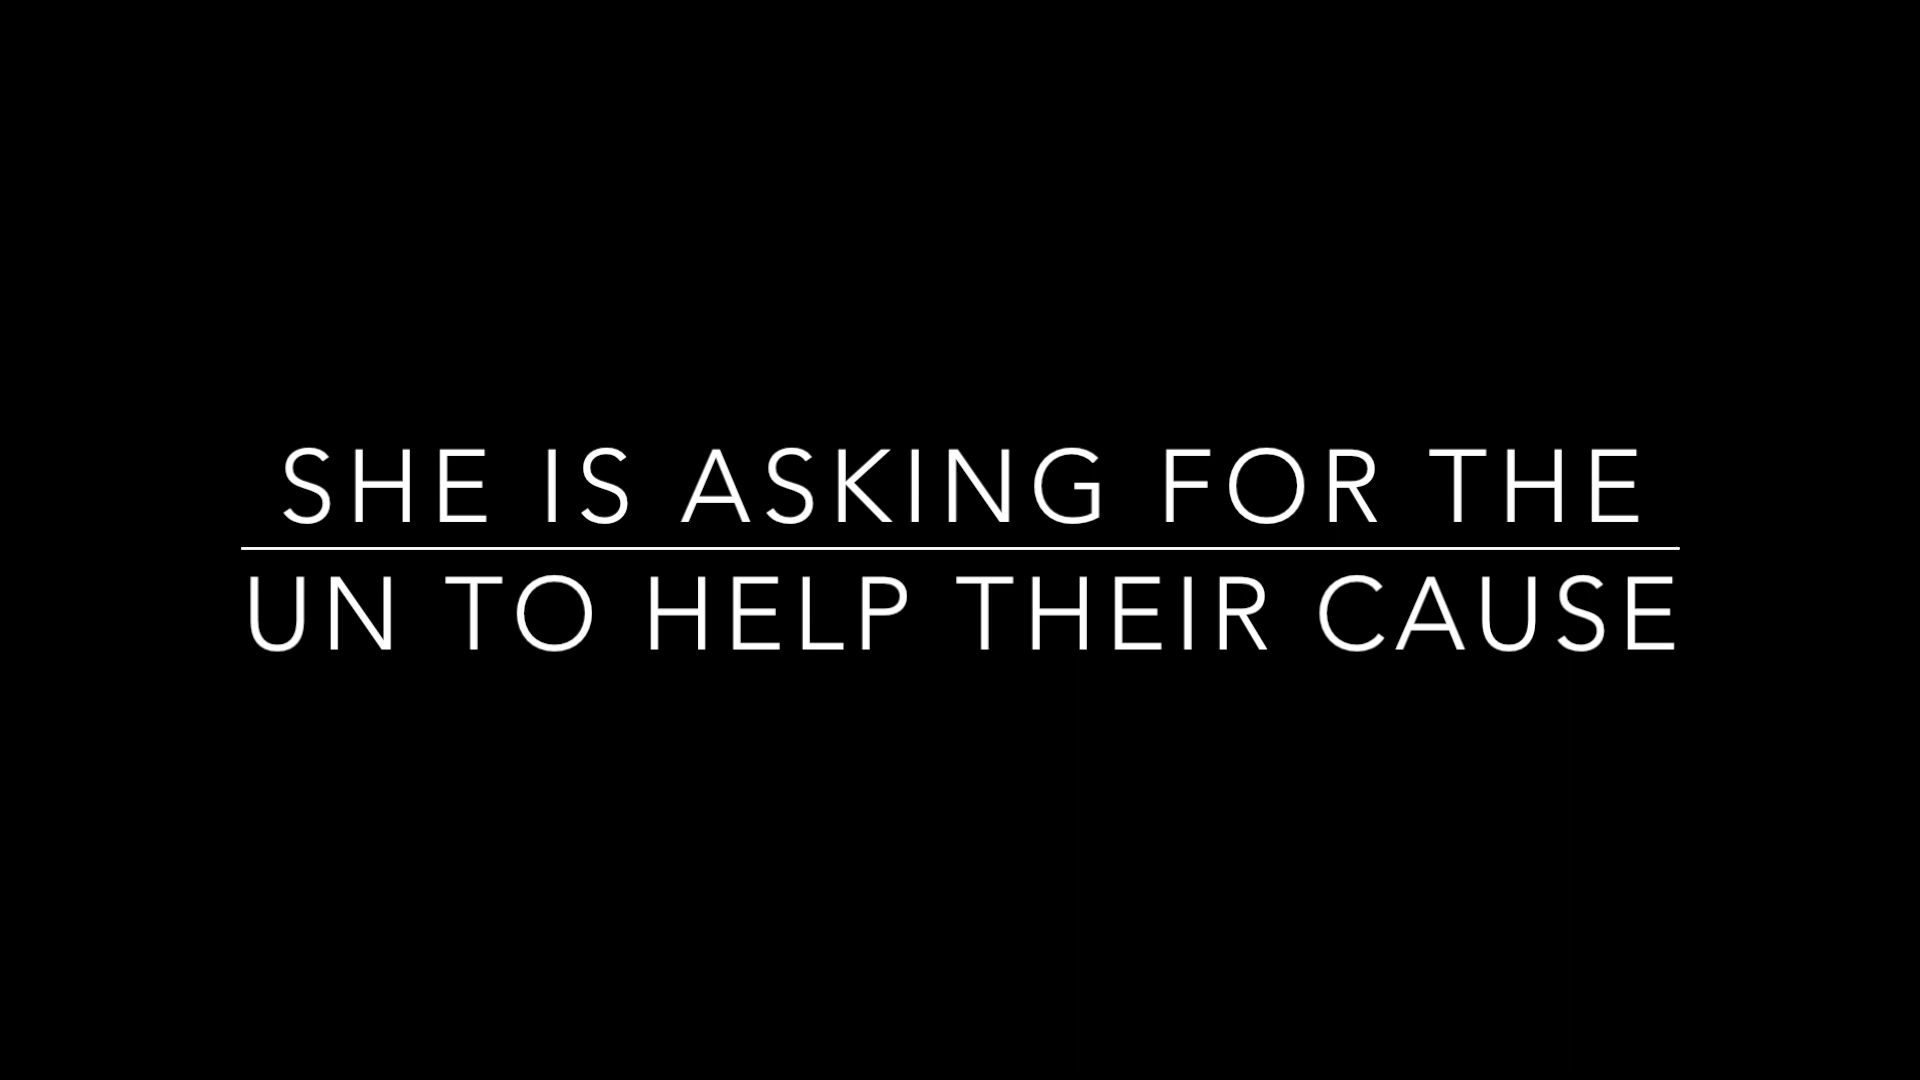 SHE IS ASKING FOR THE
UN TO HELP THEIR CAUSE